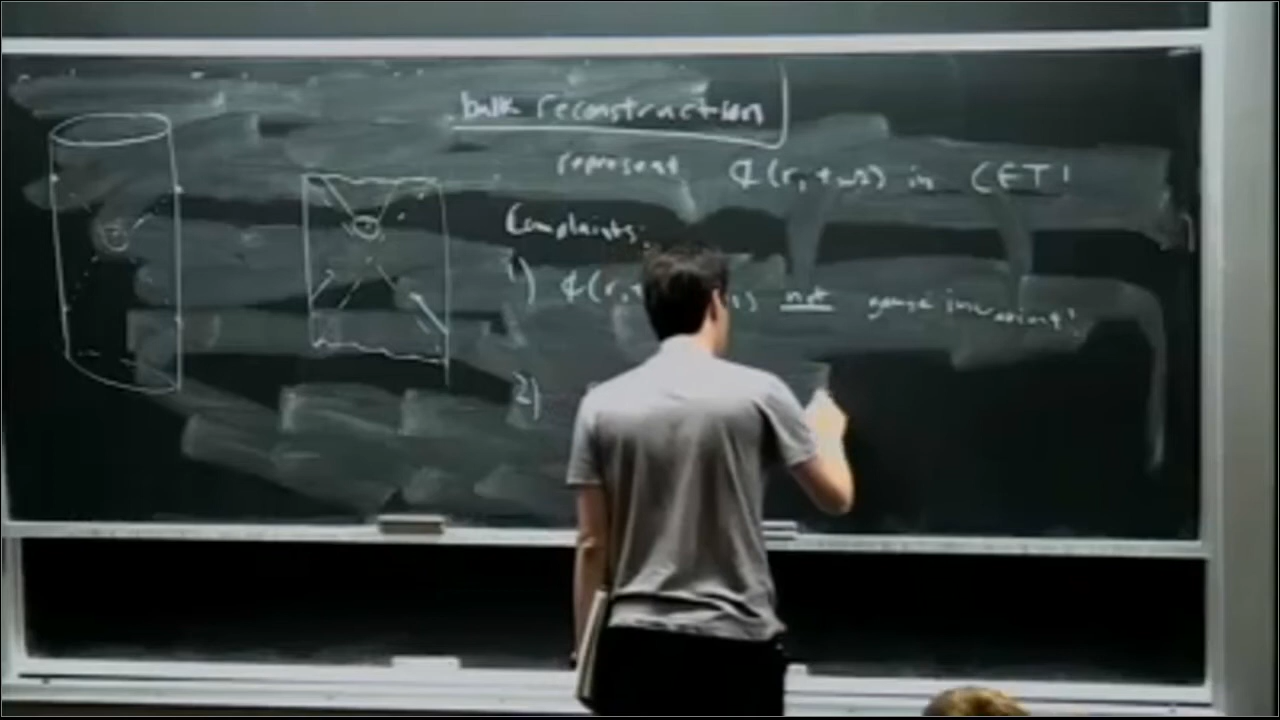 bulk reconstruction
represent ϕ(r, t, Ω) in CFT!
Complaints:
1) ϕ(r, t not gauge invariant!
2)